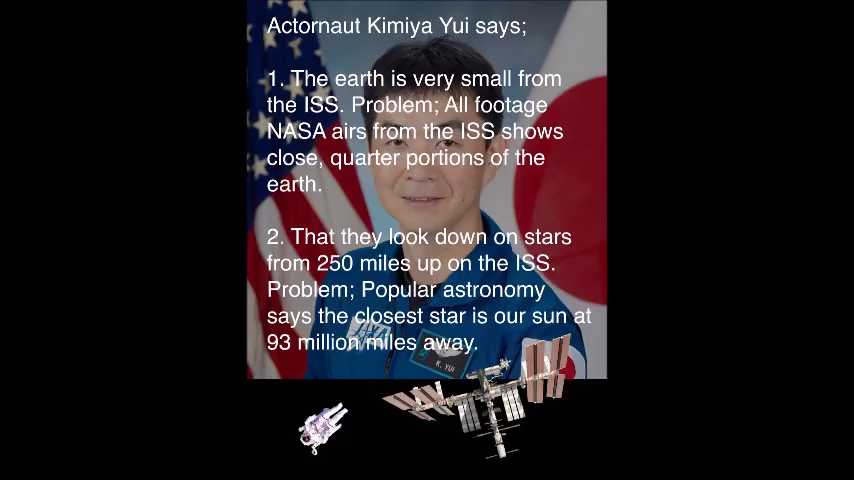 Actornaut Kimiya Yui says;
1. The earth is very small from
the ISS. Problem; All footage
NASA airs from the ISS shows
close, quarter portions of the
earth.
2. That they look down on stars
from 250 miles up on the ISS.
Problem; Popular astronomy
says the closest star is our sun at
93 million miles away.
K. YUI